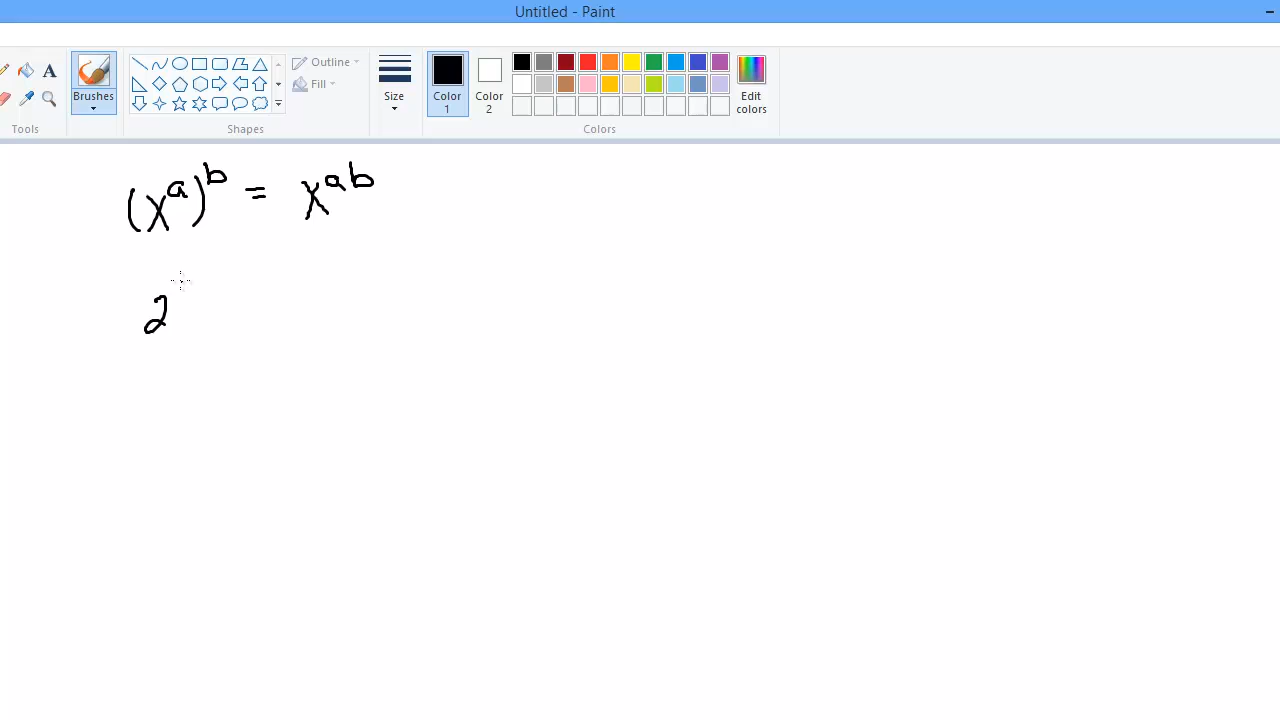 Untitled - Paint
Outline
Fill
Brushes
Size
Color 1
Color 2
Edit colors
Tools
Shapes
Colors
(x^a)^b = x^ab
2